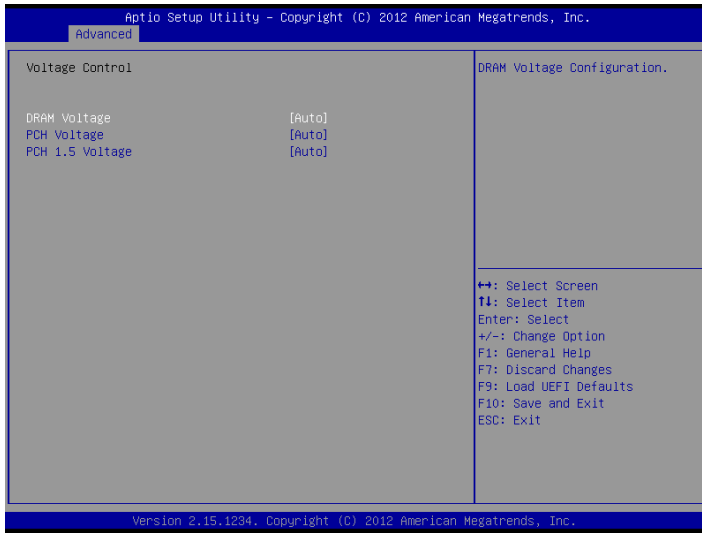 Aptio Setup Utility – Copyright (C) 2012 American Megatrends, Inc.
Advanced
Voltage Control
DRAM Voltage [Auto]
PCH Voltage [Auto]
PCH 1.5 Voltage [Auto]
DRAM Voltage Configuration.
↔: Select Screen
↑↓: Select Item
Enter: Select
+/-: Change Option
F1: General Help
F7: Discard Changes
F9: Load UEFI Defaults
F10: Save and Exit
ESC: Exit
Version 2.15.1234. Copyright (C) 2012 American Megatrends, Inc.